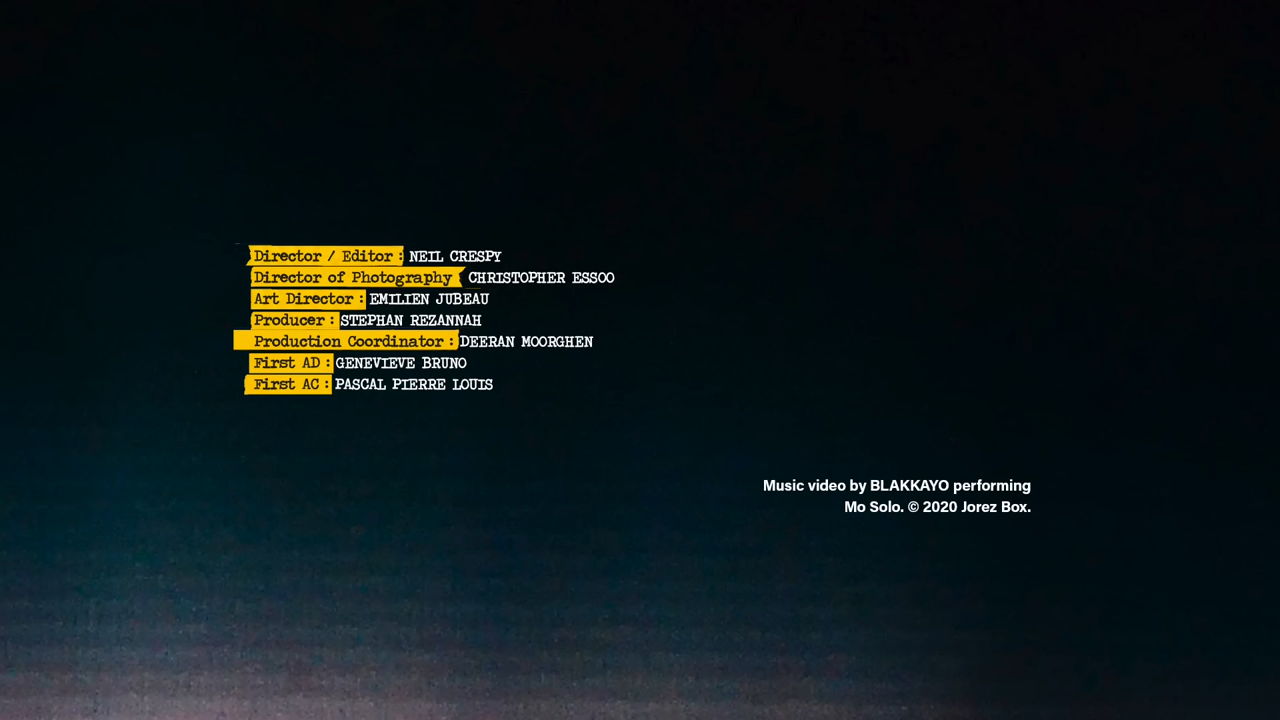 Director / Editor : NEIL CRESPY
Director of Photography CHRISTOPHER ESSOO
Art Director : EMILIEN JUBEAU
Producer : STEPHAN REZANNAH
Production Coordinator : DEERAN MOORGHEN
First AD : GENEVIEVE BRUNO
First AC : PASCAL PIERRE LOUIS
Music video by BLAKKAYO performing
Mo Solo. © 2020 Jorez Box.